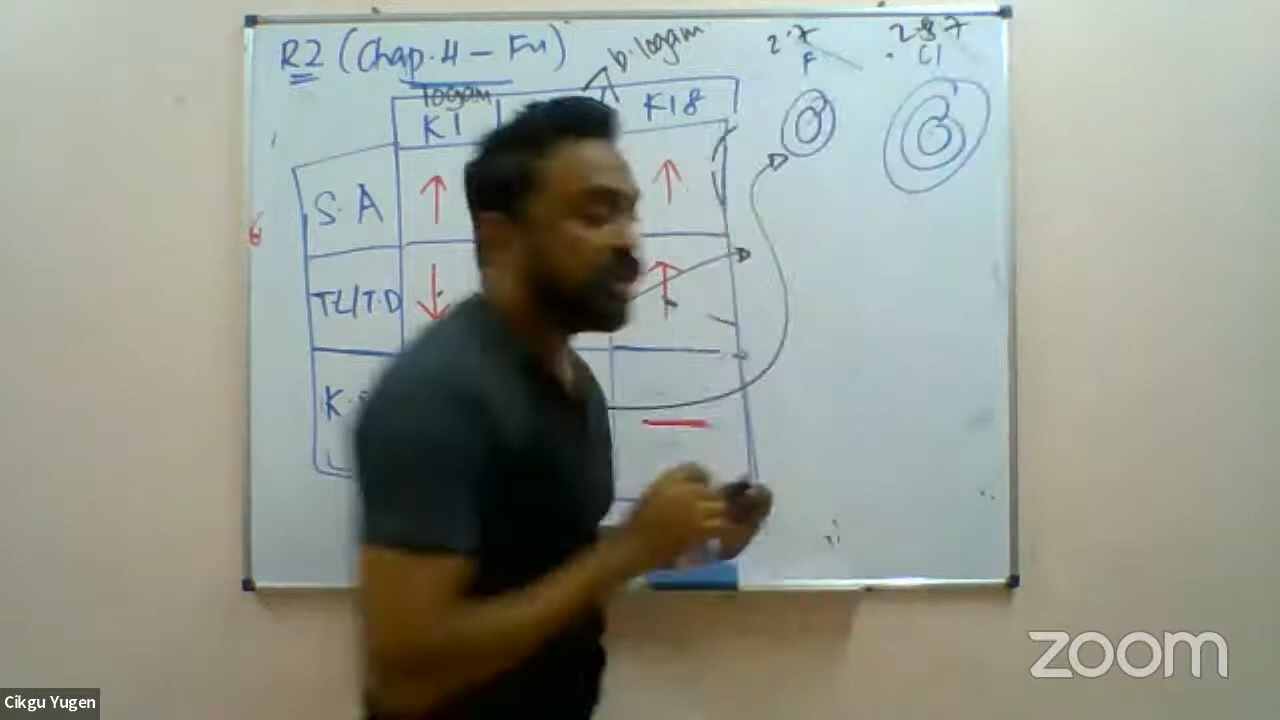 R2 (Chap.4 - Fu)
b.logam
2.7
F
2.8.7
Cl
logam
K1
K18
S.A
TL/T.D
K.
Cikgu Yugen
zoom